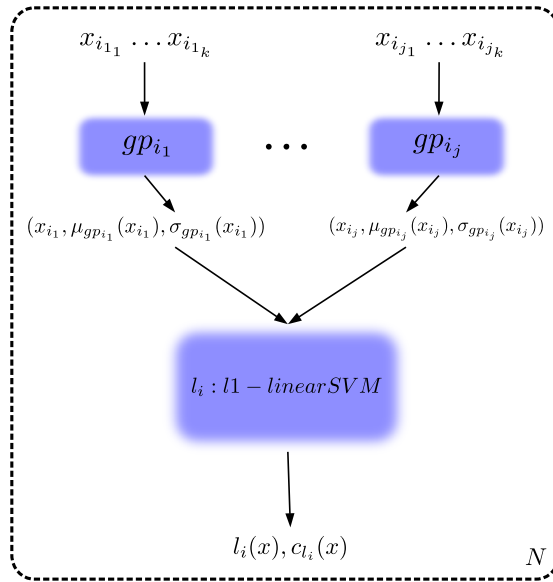 x_{i_{1_1}} … x_{i_{1_k}} x_{i_{j_1}} … x_{i_{j_k}}
gp_{i_1} … gp_{i_j}
(x_{i_1}, μ_{gp_{i_1}}(x_{i_1}), σ_{gp_{i_1}}(x_{i_1})) (x_{i_j}, μ_{gp_{i_j}}(x_{i_j}), σ_{gp_{i_j}}(x_{i_j}))
l_i : l1 − linearSVM
l_i(x), c_{l_i}(x)
N